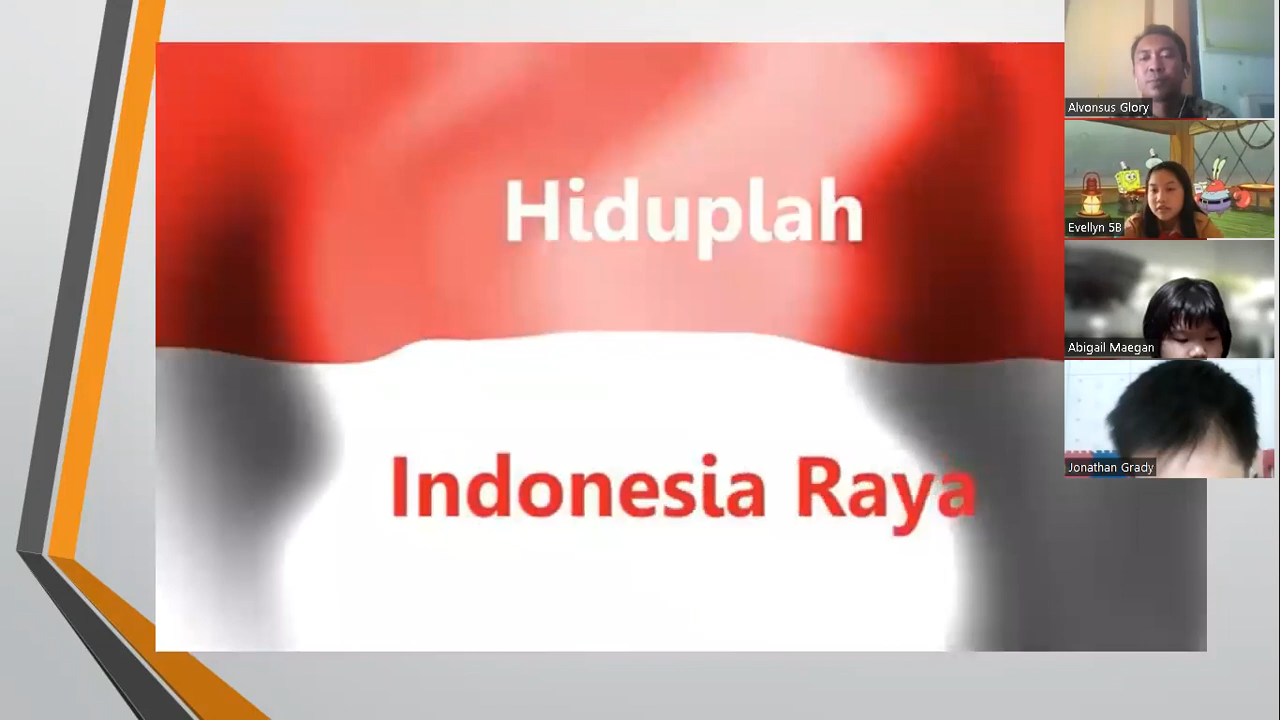 Hiduplah
Indonesia Raya
Alvonsus Glory
Evellyn 5B
Abigail Maegan
Jonathan Grady